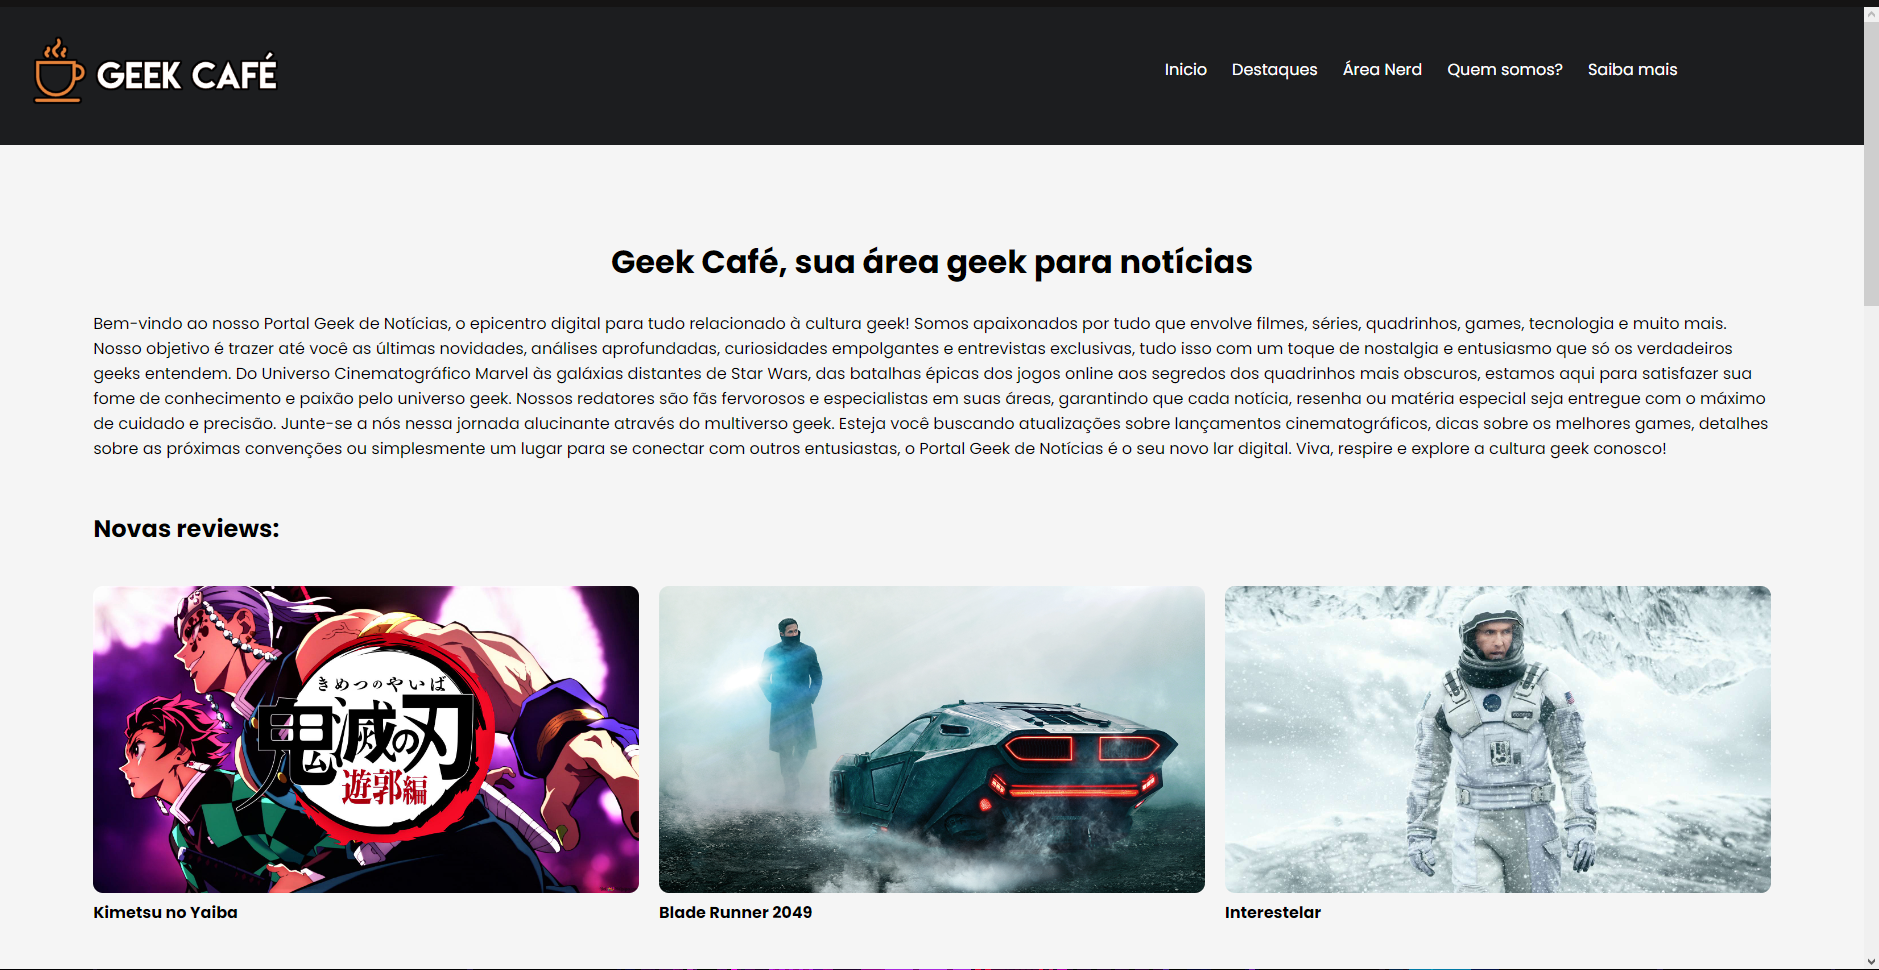 GEEK CAFÉ
Inicio Destaques Área Nerd Quem somos? Saiba mais
Geek Café, sua área geek para notícias
Bem-vindo ao nosso Portal Geek de Notícias, o epicentro digital para tudo relacionado à cultura geek! Somos apaixonados por tudo que envolve filmes, séries, quadrinhos, games, tecnologia e muito mais.
Nosso objetivo é trazer até você as últimas novidades, análises aprofundadas, curiosidades empolgantes e entrevistas exclusivas, tudo isso com um toque de nostalgia e entusiasmo que só os verdadeiros
geeks entendem. Do Universo Cinematográfico Marvel às galáxias distantes de Star Wars, das batalhas épicas dos jogos online aos segredos dos quadrinhos mais obscuros, estamos aqui para satisfazer sua
fome de conhecimento e paixão pelo universo geek. Nossos redatores são fãs fervorosos e especialistas em suas áreas, garantindo que cada notícia, resenha ou matéria especial seja entregue com o máximo
de cuidado e precisão. Junte-se a nós nessa jornada alucinante através do multiverso geek. Esteja você buscando atualizações sobre lançamentos cinematográficos, dicas sobre os melhores games, detalhes
sobre as próximas convenções ou simplesmente um lugar para se conectar com outros entusiastas, o Portal Geek de Notícias é o seu novo lar digital. Viva, respire e explore a cultura geek conosco!
Novas reviews:
きめつのやいば
鬼滅の刃
遊郭編
Kimetsu no Yaiba
Blade Runner 2049
Interestelar